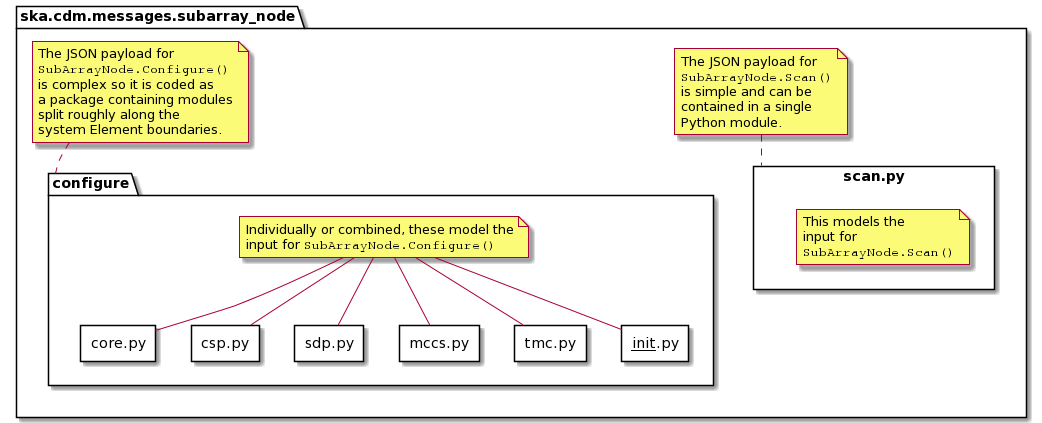 ska.cdm.messages.subarray_node
The JSON payload for
SubArrayNode.Configure()
is complex so it is coded as
a package containing modules
split roughly along the
system Element boundaries.
The JSON payload for
SubArrayNode.Scan()
is simple and can be
contained in a single
Python module.
configure
Individually or combined, these model the
input for SubArrayNode.Configure()
core.py
csp.py
sdp.py
mccs.py
tmc.py
init.py
scan.py
This models the
input for
SubArrayNode.Scan()